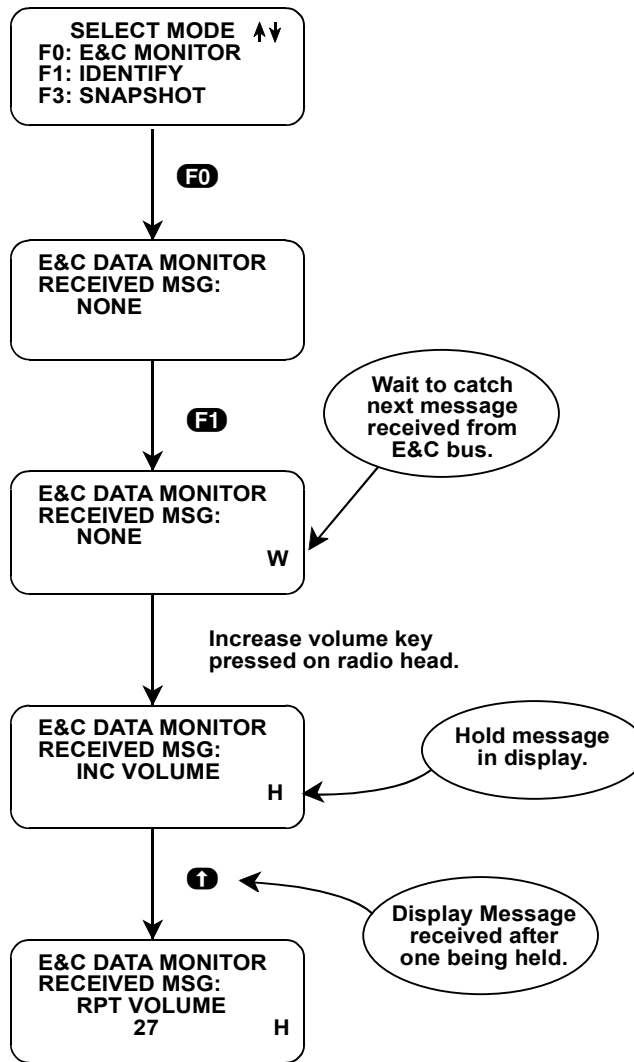 SELECT MODE
F0: E&C MONITOR
F1: IDENTIFY
F3: SNAPSHOT
F0
E&C DATA MONITOR
RECEIVED MSG:
NONE
F1
Wait to catch
next message
received from
E&C bus.
E&C DATA MONITOR
RECEIVED MSG:
NONE
W
Increase volume key
pressed on radio head.
E&C DATA MONITOR
RECEIVED MSG:
INC VOLUME
H
Hold message
in display.
Display Message
received after
one being held.
E&C DATA MONITOR
RECEIVED MSG:
RPT VOLUME
27 H